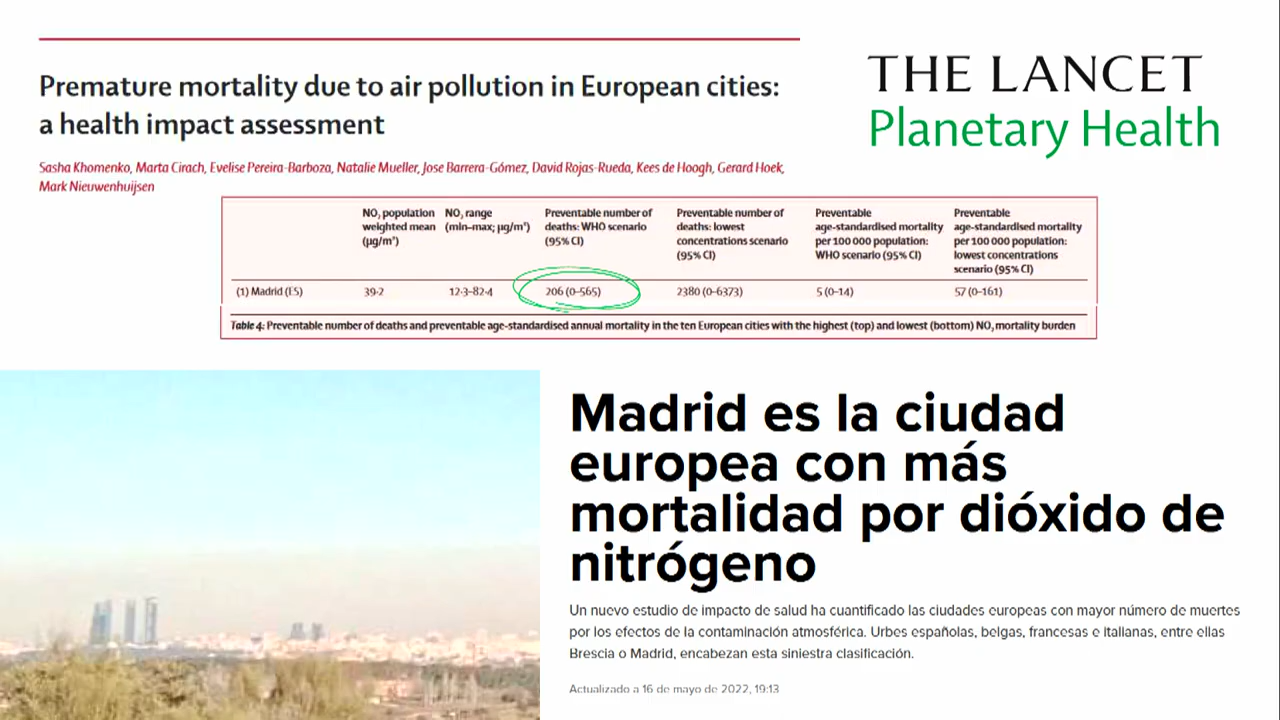 Premature mortality due to air pollution in European cities:
a health impact assessment
THE LANCET
Planetary Health
Sasha Khomenko, Marta Cirach, Evelise Pereira-Barboza, Natalie Mueller, Jose Barrera-Gómez, David Rojas-Rueda, Kees de Hoogh, Gerard Hoek,
Mark Nieuwenhuijsen
NO₂ population weighted mean (µg/m³)
NO₂ range (min–max; µg/m³)
Preventable number of deaths: WHO scenario (95% CI)
Preventable number of deaths: lowest concentrations scenario (95% CI)
Preventable age-standardised mortality per 100 000 population: WHO scenario (95% CI)
Preventable age-standardised mortality per 100 000 population: lowest concentrations scenario (95% CI)
(1) Madrid (ES) 39·2 12·3–82·4 206 (0–565) 2380 (0–6373) 5 (0–14) 57 (0–161)
Table 4: Preventable number of deaths and preventable age-standardised annual mortality in the ten European cities with the highest (top) and lowest (bottom) NO₂ mortality burden
Madrid es la ciudad
europea con más
mortalidad por dióxido de
nitrógeno
Un nuevo estudio de impacto de salud ha cuantificado las ciudades europeas con mayor número de muertes
por los efectos de la contaminación atmosférica. Urbes españolas, belgas, francesas e italianas, entre ellas
Brescia o Madrid, encabezan esta siniestra clasificación.
Actualizado a 16 de mayo de 2022, 19:13